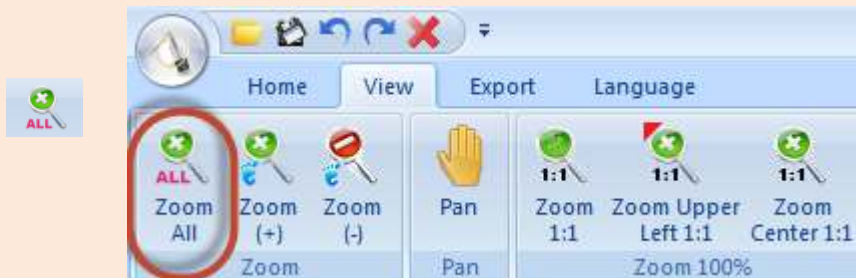 ALL
Home View Export Language
ALL 1:1 1:1 1:1
Zoom All
Zoom (+)
Zoom (-)
Pan
Zoom 1:1
Zoom Upper Left 1:1
Zoom Center 1:1
Zoom Pan Zoom 100%